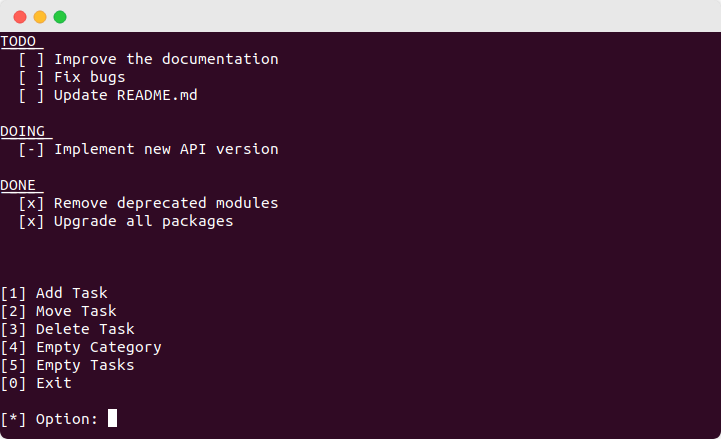 TODO
[ ] Improve the documentation
[ ] Fix bugs
[ ] Update README.md
DOING
[-] Implement new API version
DONE
[x] Remove deprecated modules
[x] Upgrade all packages
[1] Add Task
[2] Move Task
[3] Delete Task
[4] Empty Category
[5] Empty Tasks
[0] Exit
[*] Option: